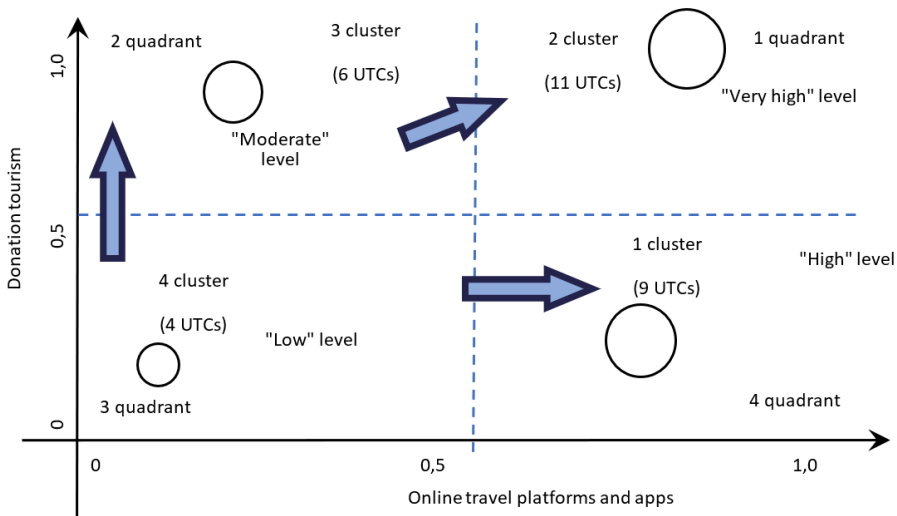 2 quadrant
3 cluster
(6 UTCs)
2 cluster
(11 UTCs)
1 quadrant
"Very high" level
"Moderate"
level
1,0
Donation tourism
0,5
0
4 cluster
(4 UTCs)
"Low" level
3 quadrant
1 cluster
(9 UTCs)
"High" level
4 quadrant
0
0,5
1,0
Online travel platforms and apps